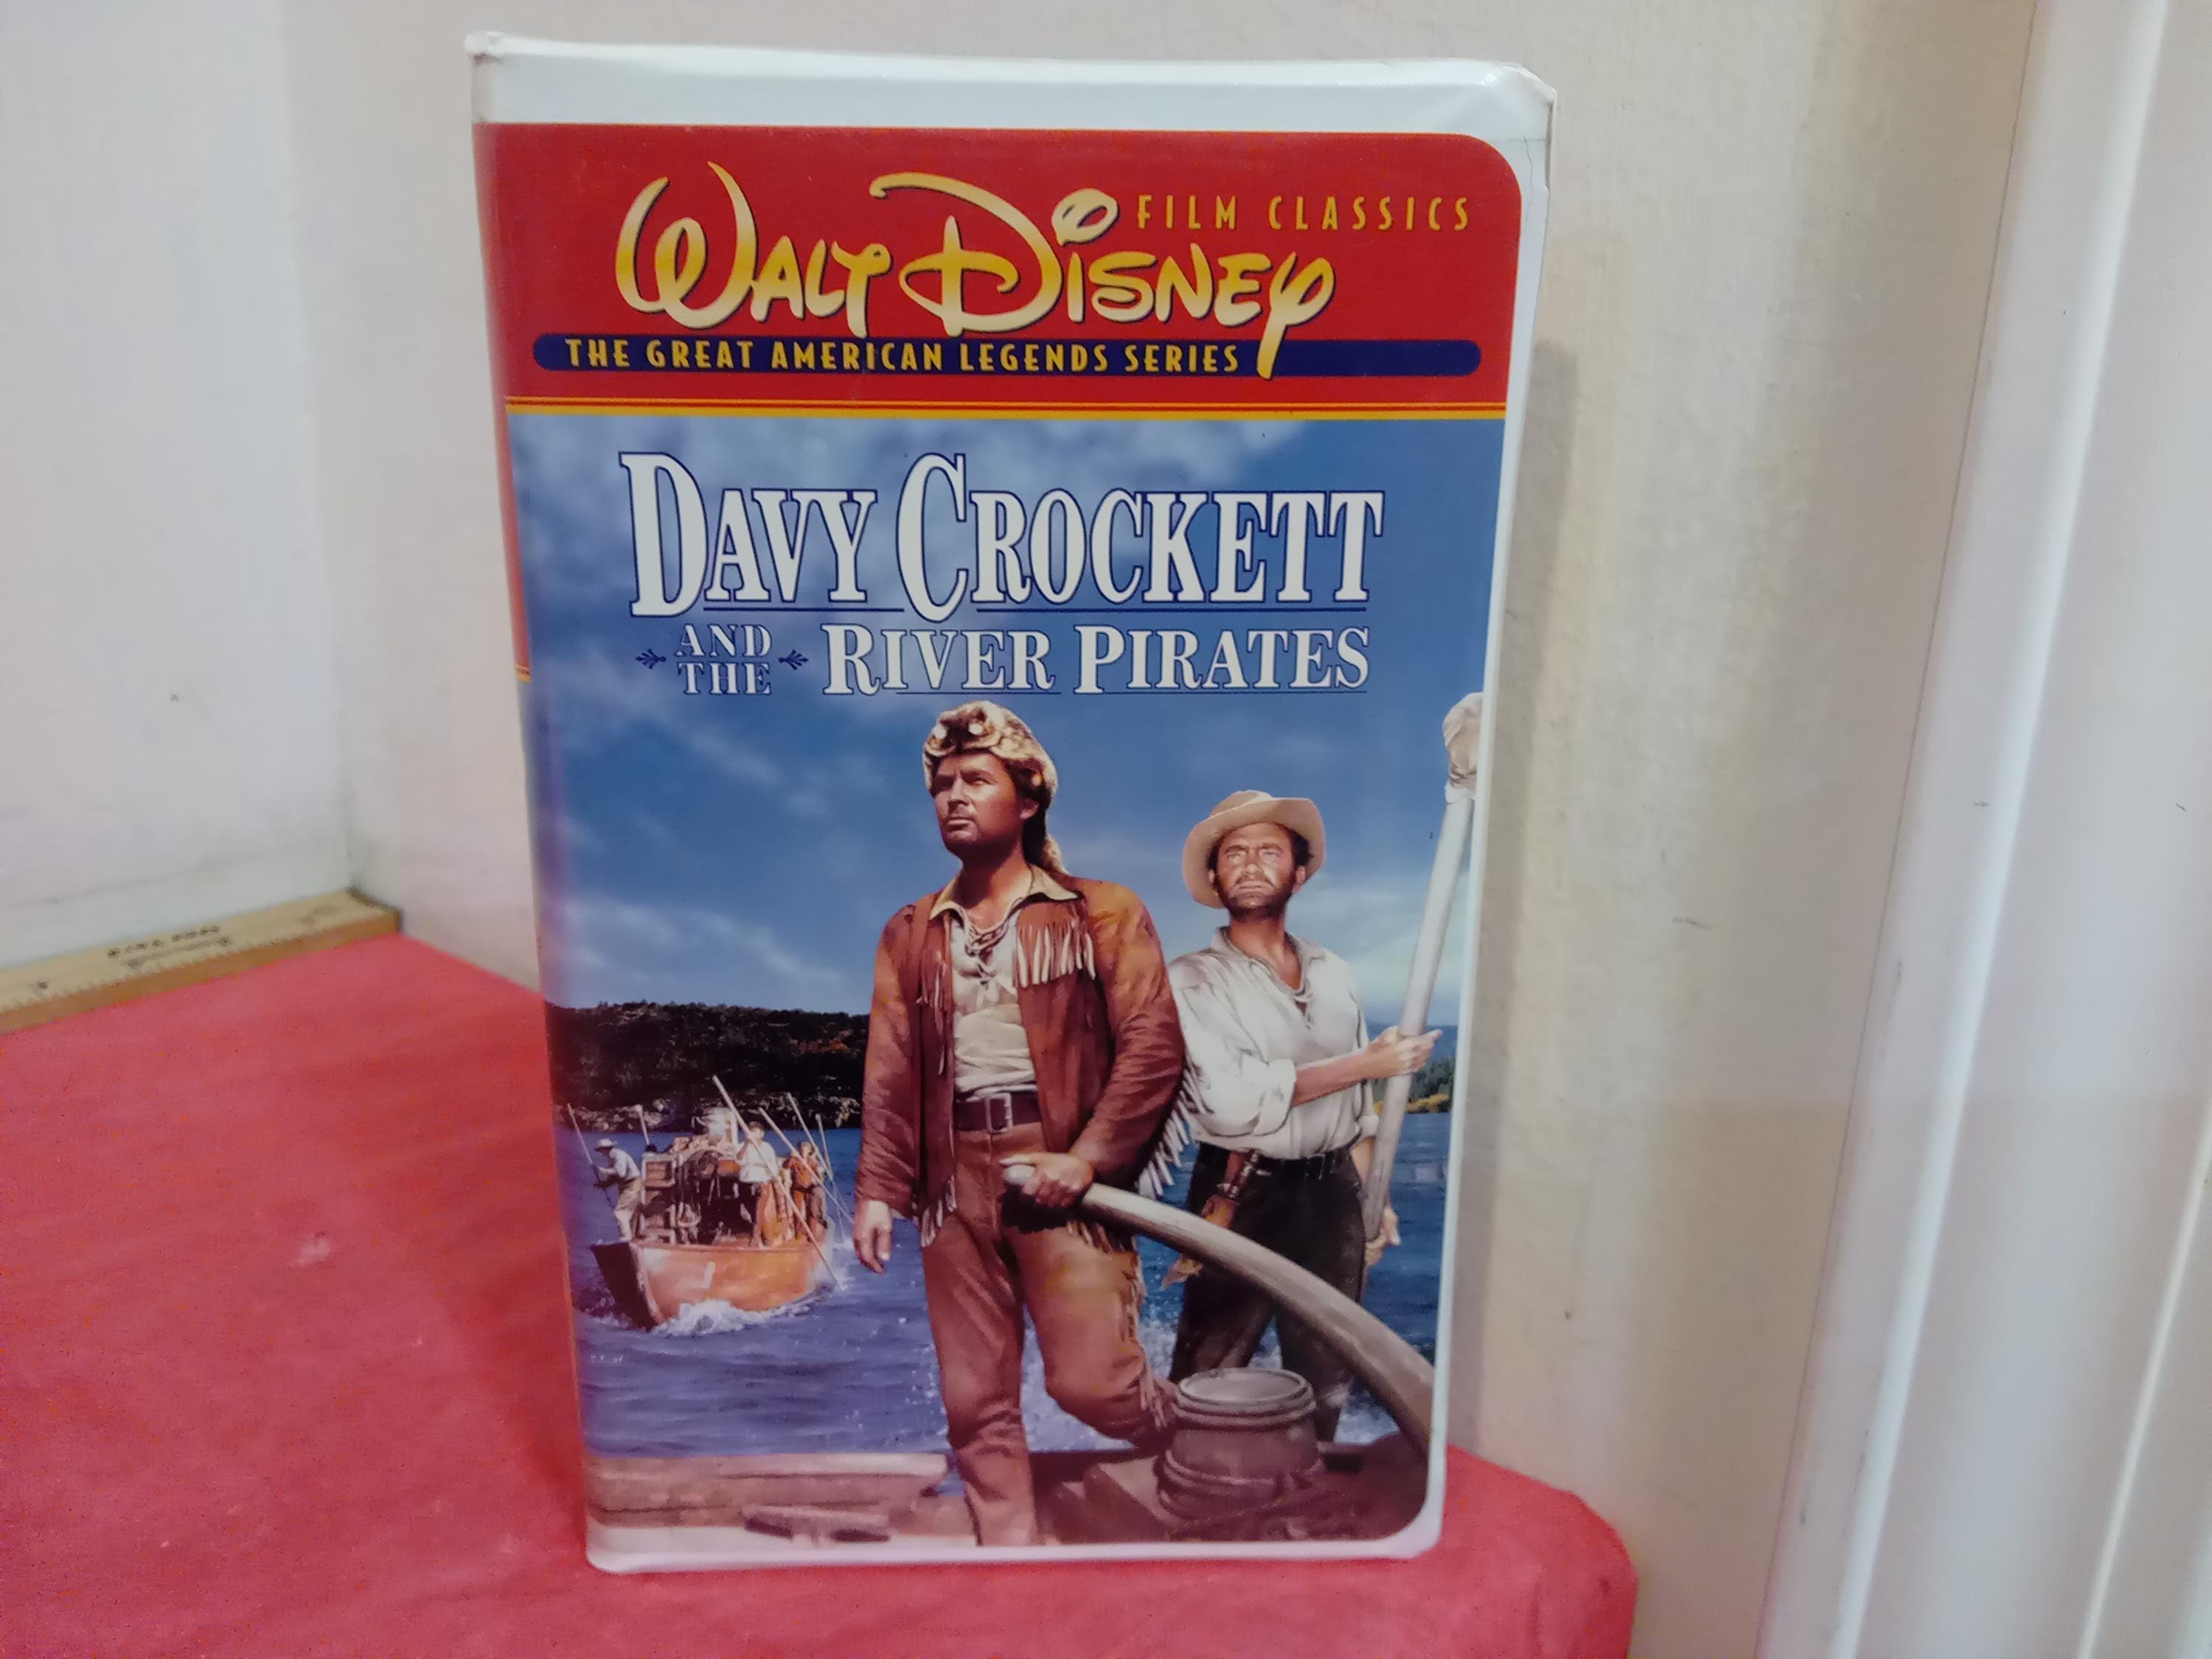 FILM CLASSICS
WALT DISNEY
THE GREAT AMERICAN LEGENDS SERIES
DAVY CROCKETT
AND THE RIVER PIRATES